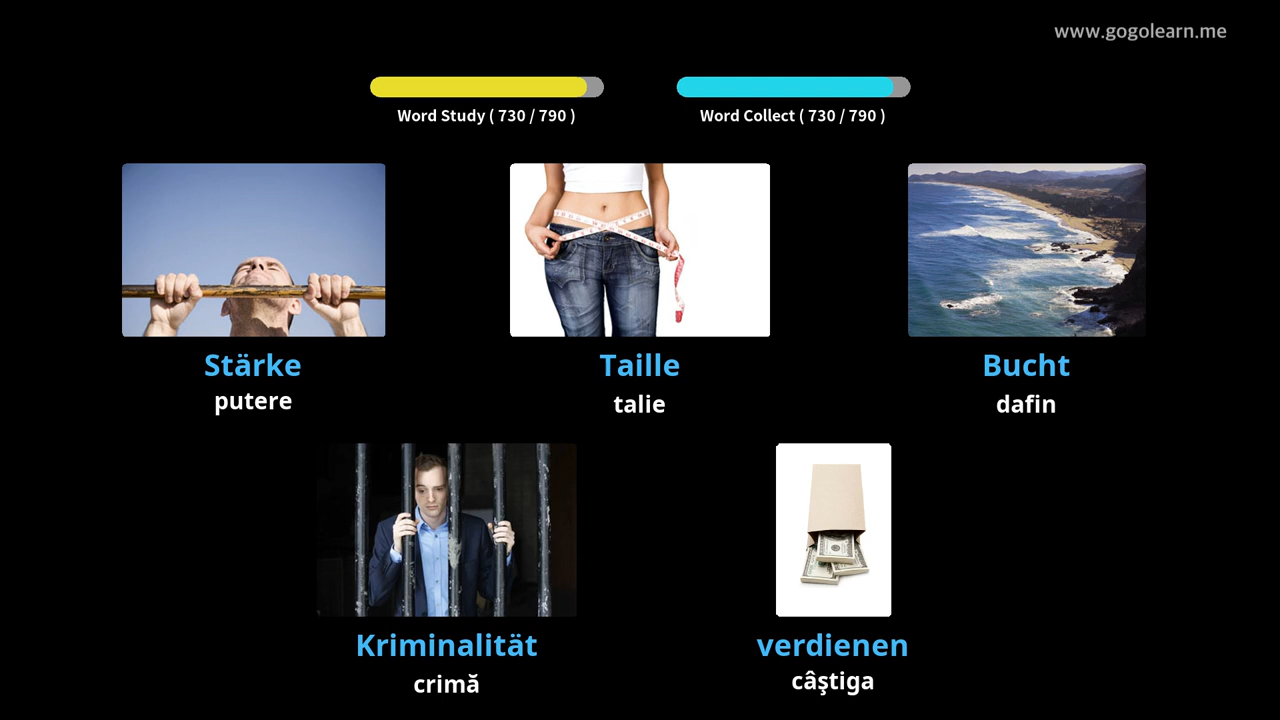 www.gogolearn.me
Word Study ( 730 / 790 )
Word Collect ( 730 / 790 )
Stärke
putere
Taille
talie
Bucht
dafin
Kriminalität
crimă
verdienen
câştiga